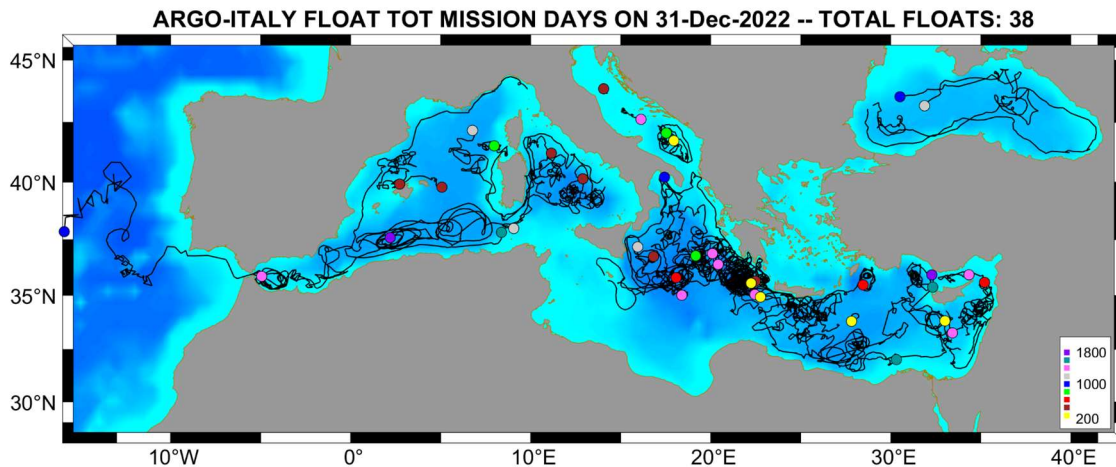 ARGO-ITALY FLOAT TOT MISSION DAYS ON 31-Dec-2022 -- TOTAL FLOATS: 38
45°N
40°N
35°N
30°N
1800
1000
200
10°W
0°
10°E
20°E
30°E
40°E